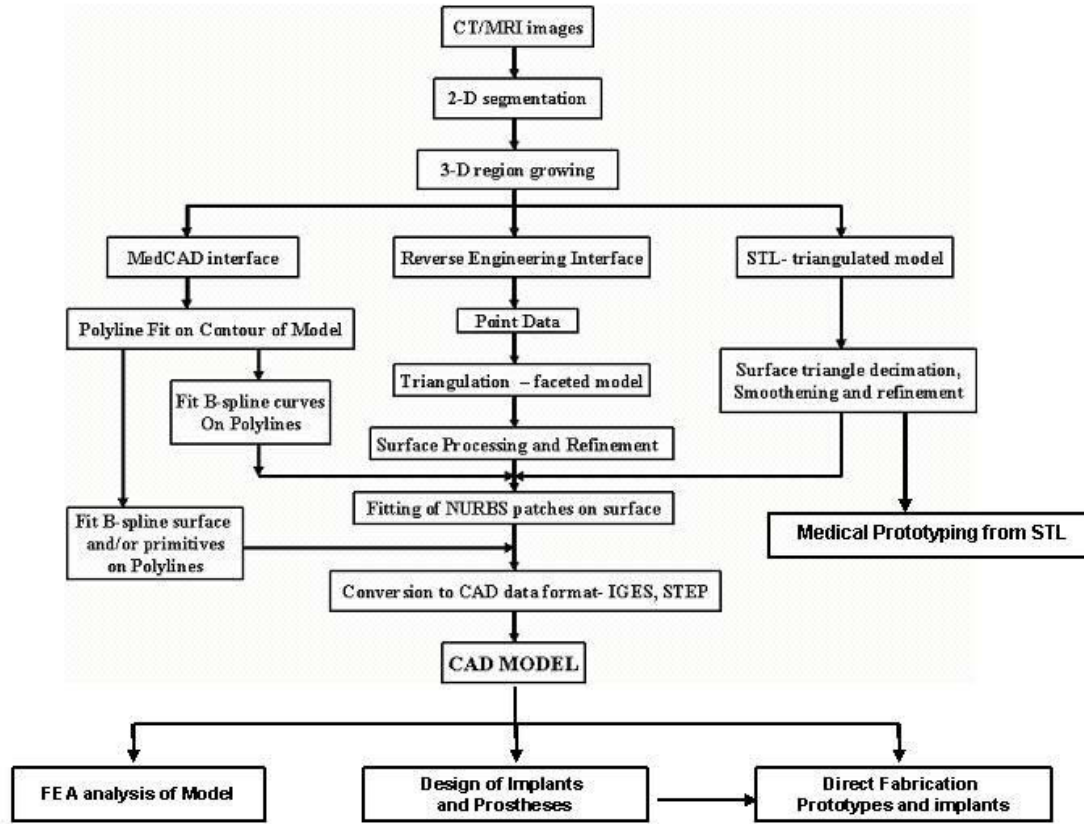 CT/MRI images
2-D segmentation
3-D region growing
MedCAD interface
Reverse Engineering Interface
STL- triangulated model
Polyline Fit on Contour of Model
Point Data
Triangulation – faceted model
Surface triangle decimation,
Smoothening and refinement
Fit B-spline curves
On Polylines
Surface Processing and Refinement
Fitting of NURBS patches on surface
Fit B-spline surface
and/or primitives
on Polylines
Medical Prototyping from STL
Conversion to CAD data format- IGES, STEP
CAD MODEL
FEA analysis of Model
Design of Implants
and Prostheses
Direct Fabrication
Prototypes and implants